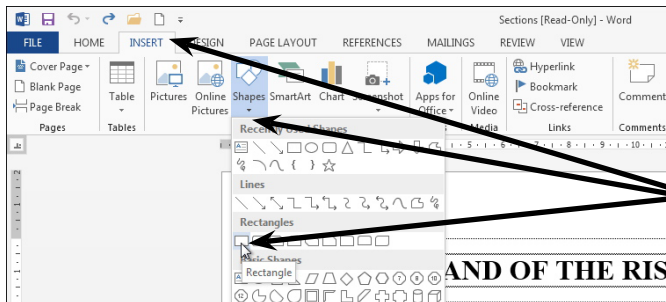 Sections [Read-Only] - Word
FILE HOME INSERT DESIGN PAGE LAYOUT REFERENCES MAILINGS REVIEW VIEW
Cover Page
Blank Page
Page Break
Pages
Table
Tables
Pictures
Online Pictures
Shapes
SmartArt
Chart
Screenshot
Apps for Office
Online Video
Media
Hyperlink
Bookmark
Cross-reference
Links
Comment
Comments
Recently Used Shapes
Lines
Rectangles
Rectangle
Basic Shapes
AND OF THE RIS